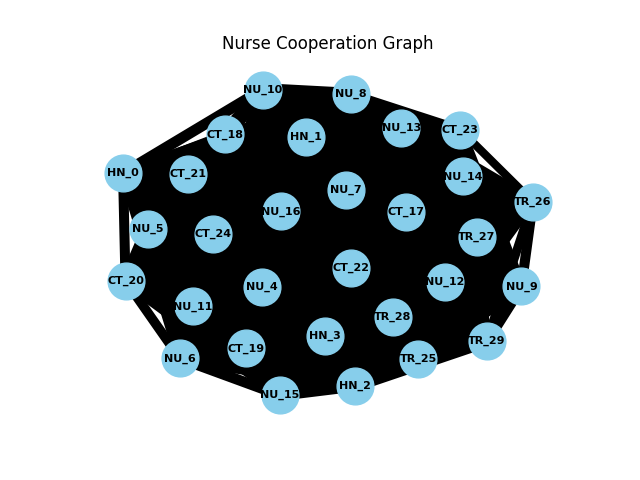 Nurse Cooperation Graph
NU_10
NU_8
CT_18
HN_1
NU_13
CT_23
HN_0
CT_21
NU_7
NU_14
TR_26
NU_16
CT_17
NU_5
CT_24
TR_27
CT_20
NU_4
CT_22
NU_12
NU_9
NU_11
TR_28
NU_6
CT_19
HN_3
TR_25
TR_29
NU_15
HN_2